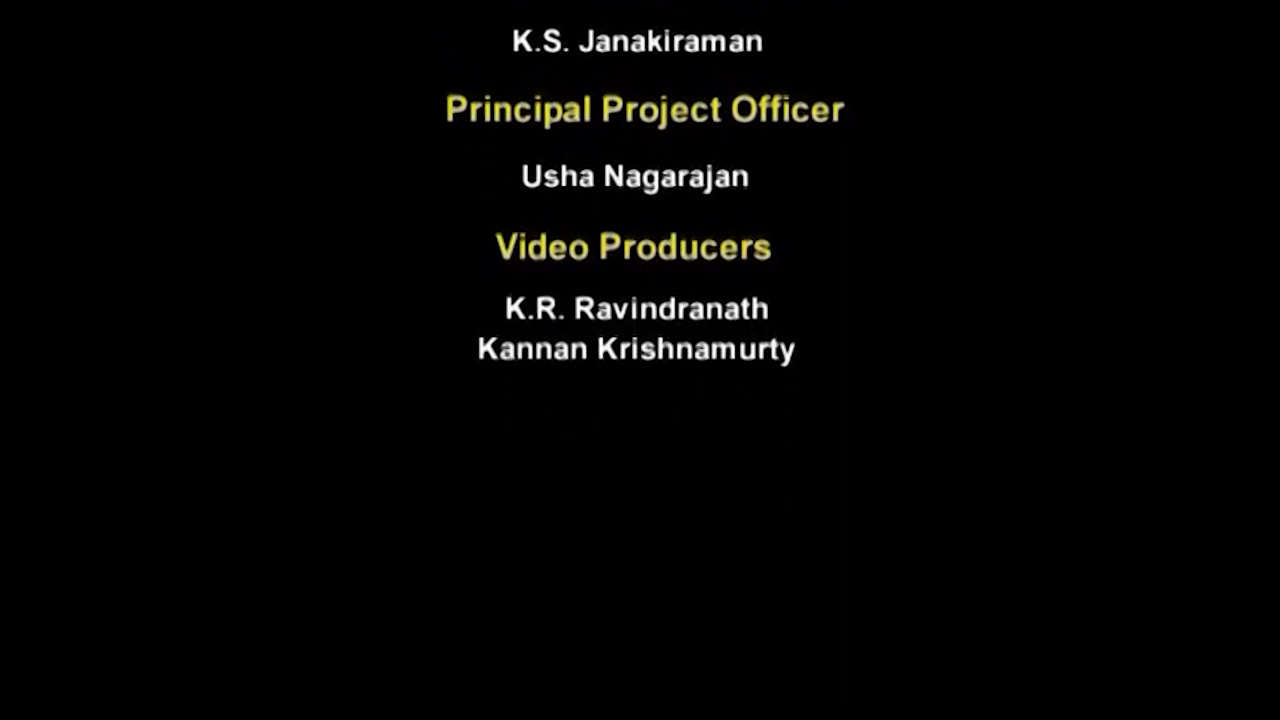 K.S. Janakiraman
Principal Project Officer
Usha Nagarajan
Video Producers
K.R. Ravindranath
Kannan Krishnamurty